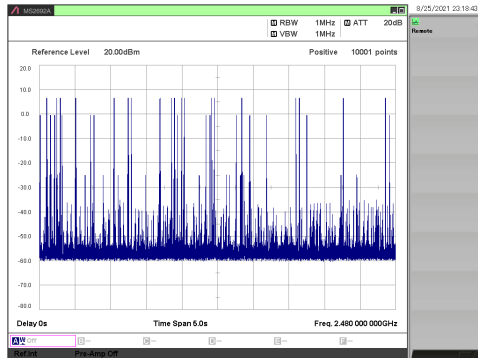 MS2692A
8/25/2021 23:18:43
RBW 1MHz ATT 20dB
VBW 1MHz
Remote
Reference Level 20.00dBm Positive 10001 points
20.0
10.0
0.0
-10.0
-20.0
-30.0
-40.0
-50.0
-60.0
-70.0
-80.0
Delay 0s Time Span 5.0s Freq. 2.480 000 000GHz
Off
Ref.Int Pre-Amp Off